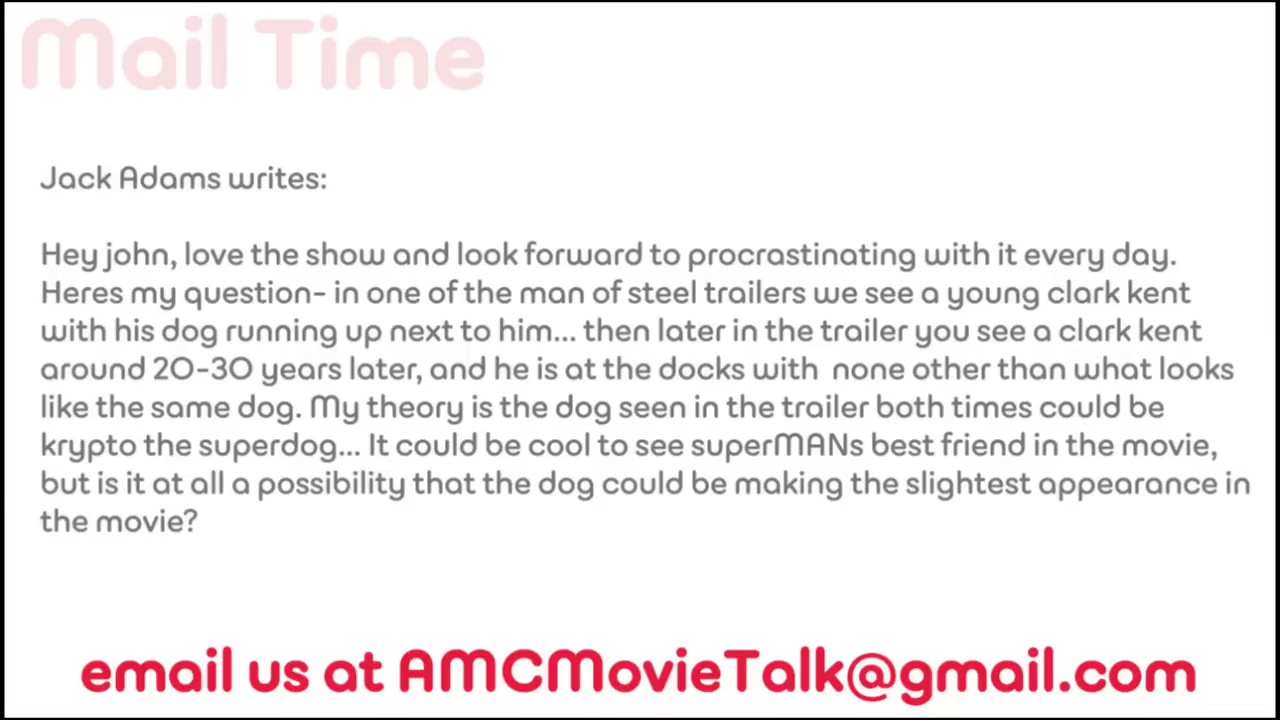 Mail Time
Jack Adams writes:
Hey john, love the show and look forward to procrastinating with it every day.
Heres my question- in one of the man of steel trailers we see a young clark kent
with his dog running up next to him... then later in the trailer you see a clark kent
around 20-30 years later, and he is at the docks with none other than what looks
like the same dog. My theory is the dog seen in the trailer both times could be
krypto the superdog... It could be cool to see superMANs best friend in the movie,
but is it at all a possibility that the dog could be making the slightest appearance in
the movie?
email us at AMCMovieTalk@gmail.com